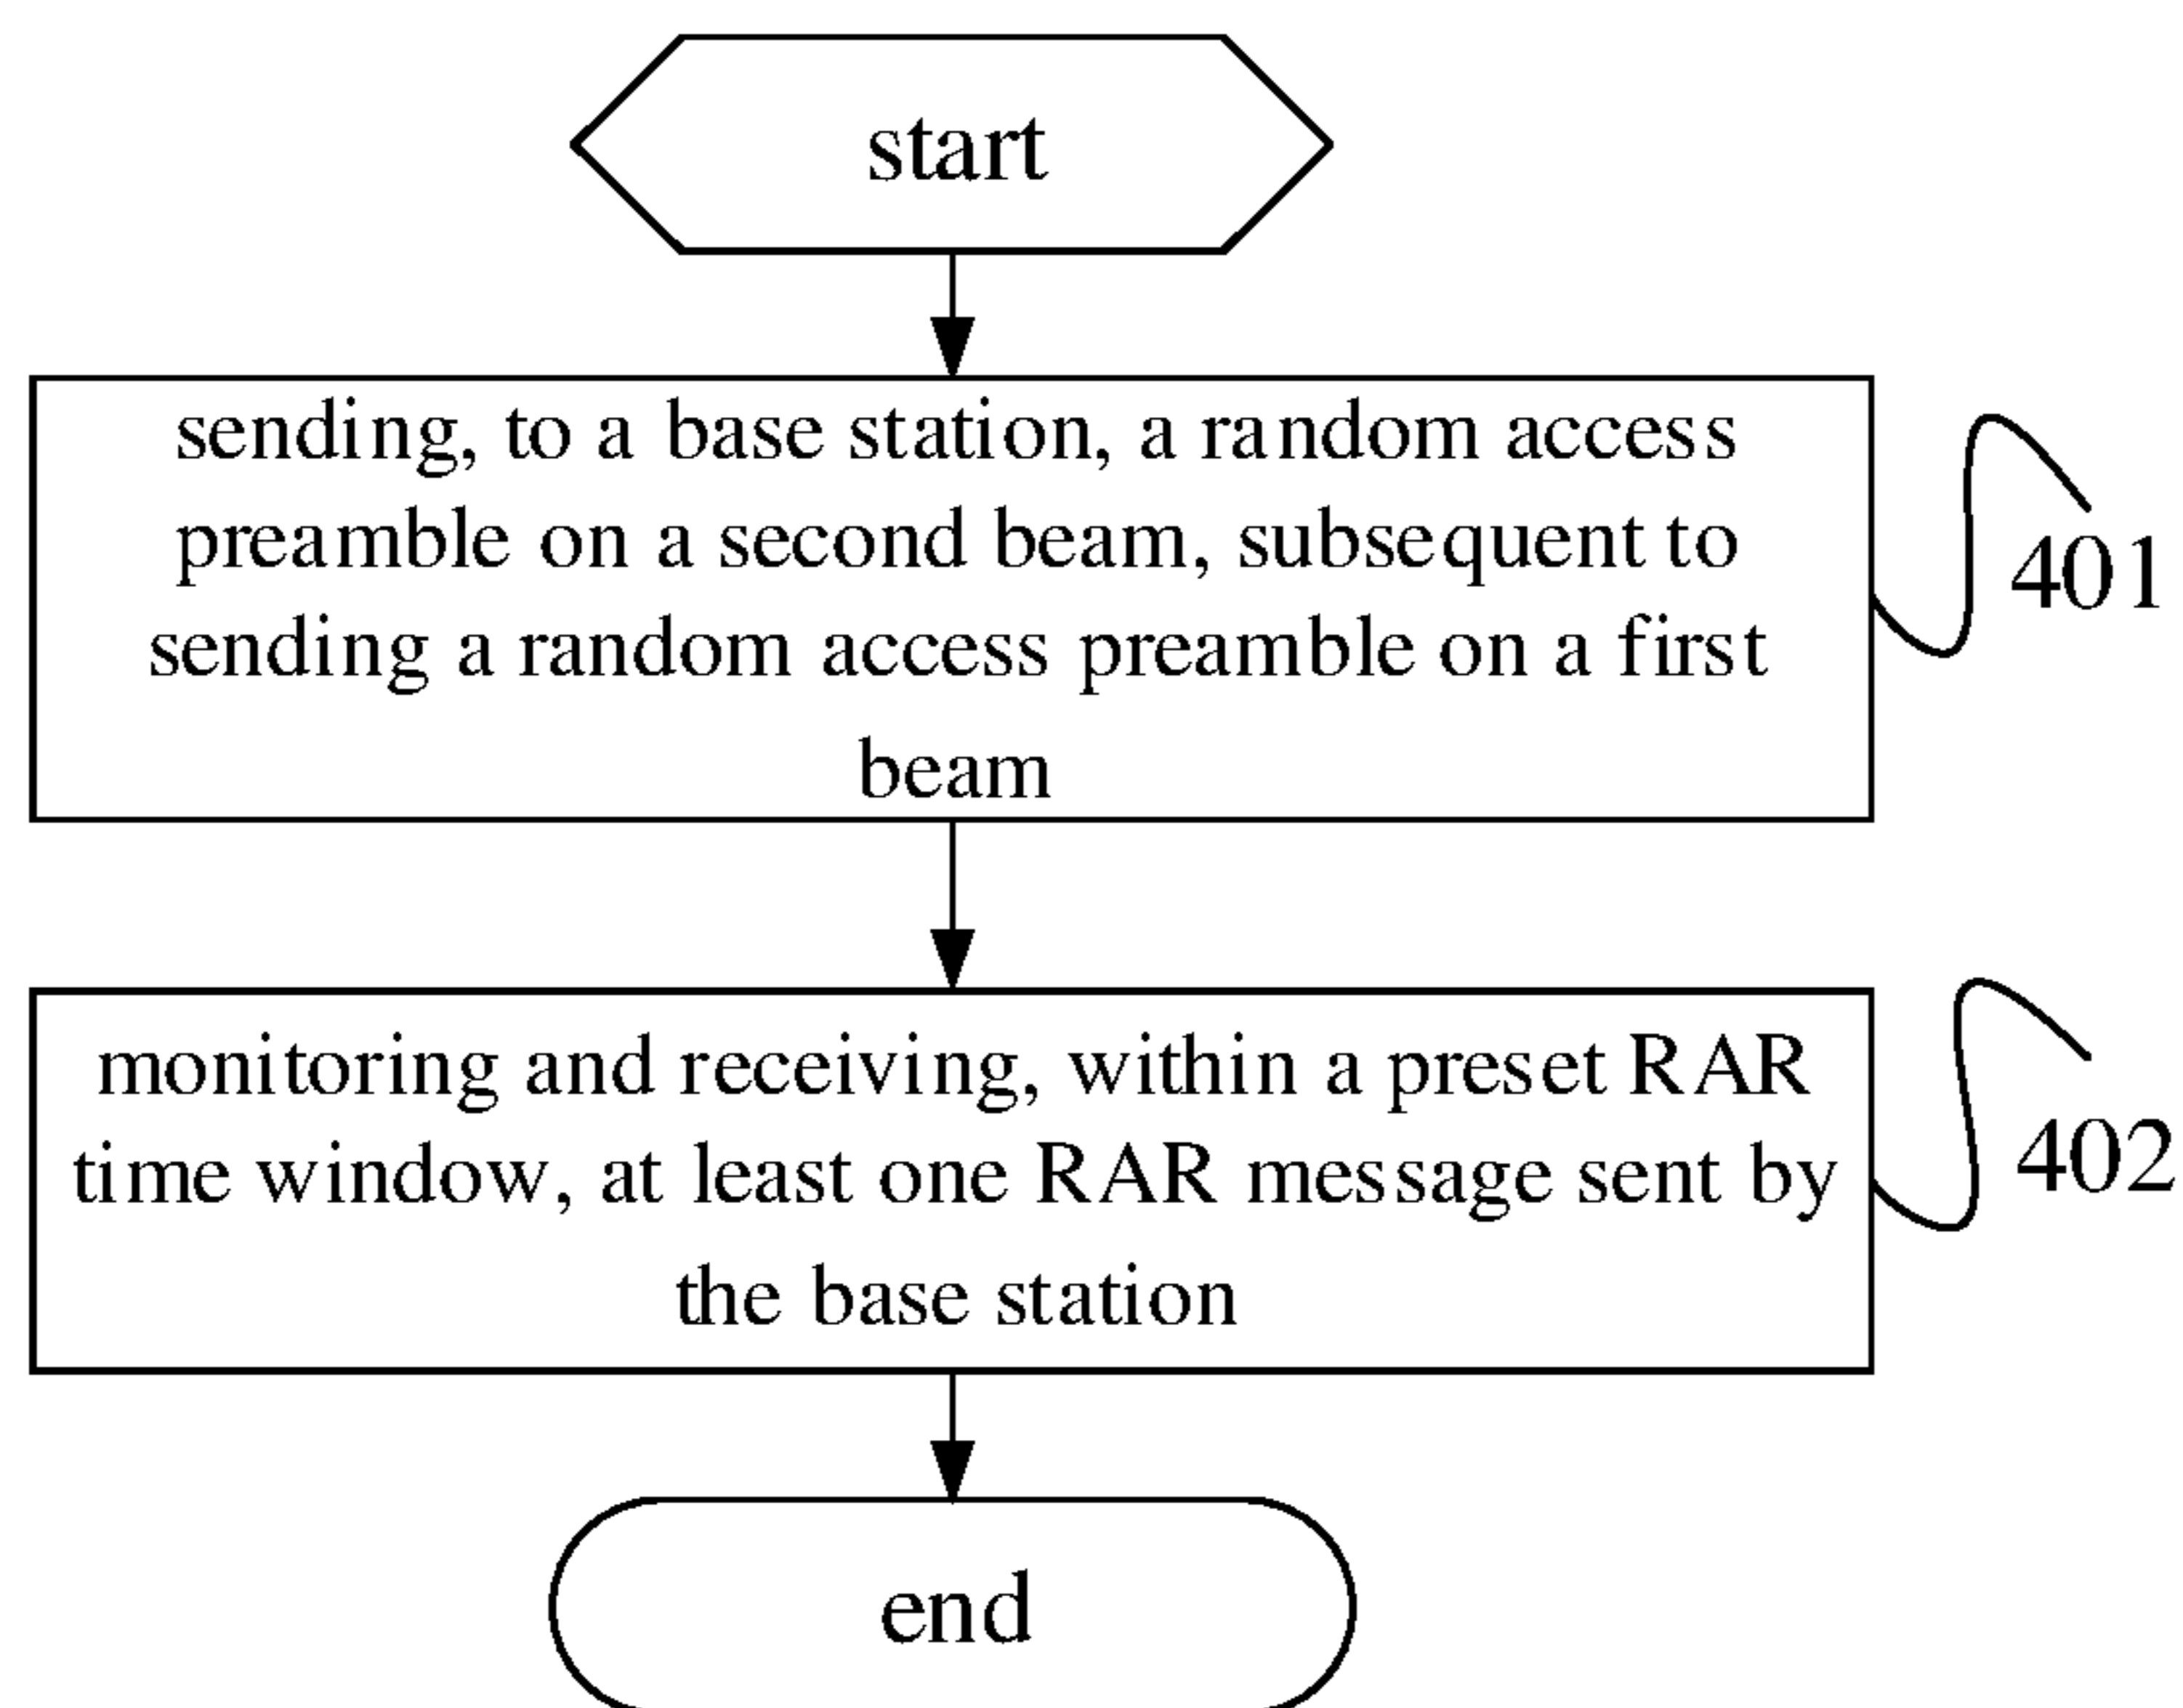 start
sending, to a base station, a random access
preamble on a second beam, subsequent to
sending a random access preamble on a first
beam
401
monitoring and receiving, within a preset RAR
time window, at least one RAR message sent by
the base station
402
end